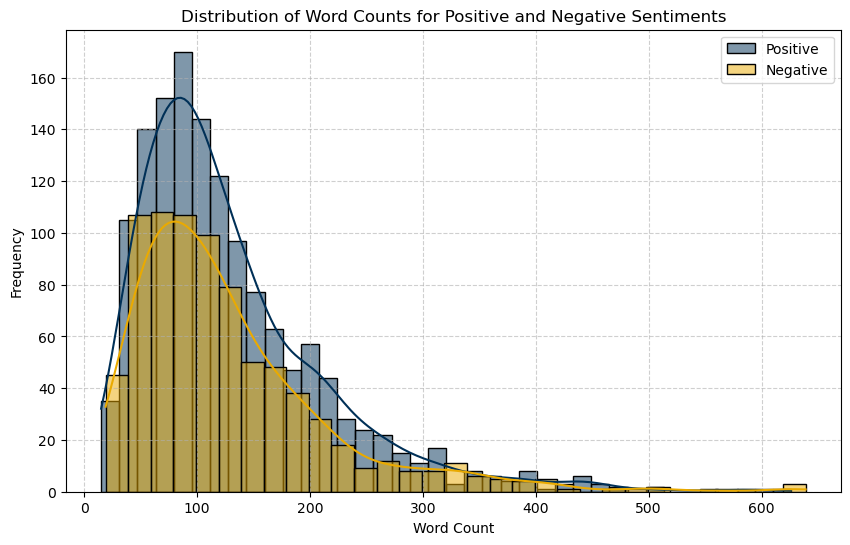 Distribution of Word Counts for Positive and Negative Sentiments
Positive
Negative
160
140
120
100
80
60
40
20
0
Frequency
0 100 200 300 400 500 600
Word Count